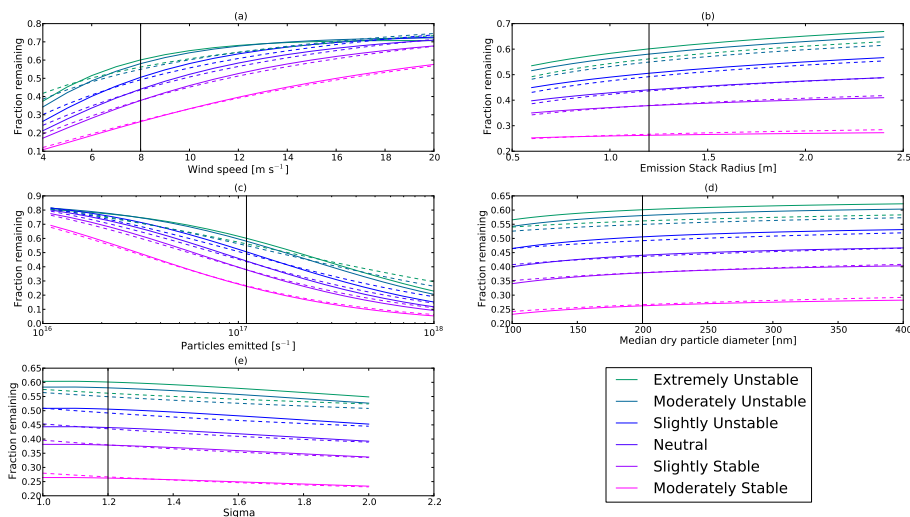 (a)
Fraction remaining
0.8
0.7
0.6
0.5
0.4
0.3
0.2
0.1
4 6 8 10 12 14 16 18 20
Wind speed [m s⁻¹]
(b)
Fraction remaining
0.7
0.6
0.5
0.4
0.3
0.2
0.5 1.0 1.5 2.0 2.5
Emission Stack Radius [m]
(c)
Fraction remaining
0.9
0.8
0.7
0.6
0.5
0.4
0.3
0.2
0.1
0.0
10¹⁶ 10¹⁷ 10¹⁸
Particles emitted [s⁻¹]
(d)
Fraction remaining
0.65
0.60
0.55
0.50
0.45
0.40
0.35
0.30
0.25
0.20
100 150 200 250 300 350 400
Median dry particle diameter [nm]
(e)
Fraction remaining
0.65
0.60
0.55
0.50
0.45
0.40
0.35
0.30
0.25
0.20
1.0 1.2 1.4 1.6 1.8 2.0 2.2
Sigma
Extremely Unstable
Moderately Unstable
Slightly Unstable
Neutral
Slightly Stable
Moderately Stable